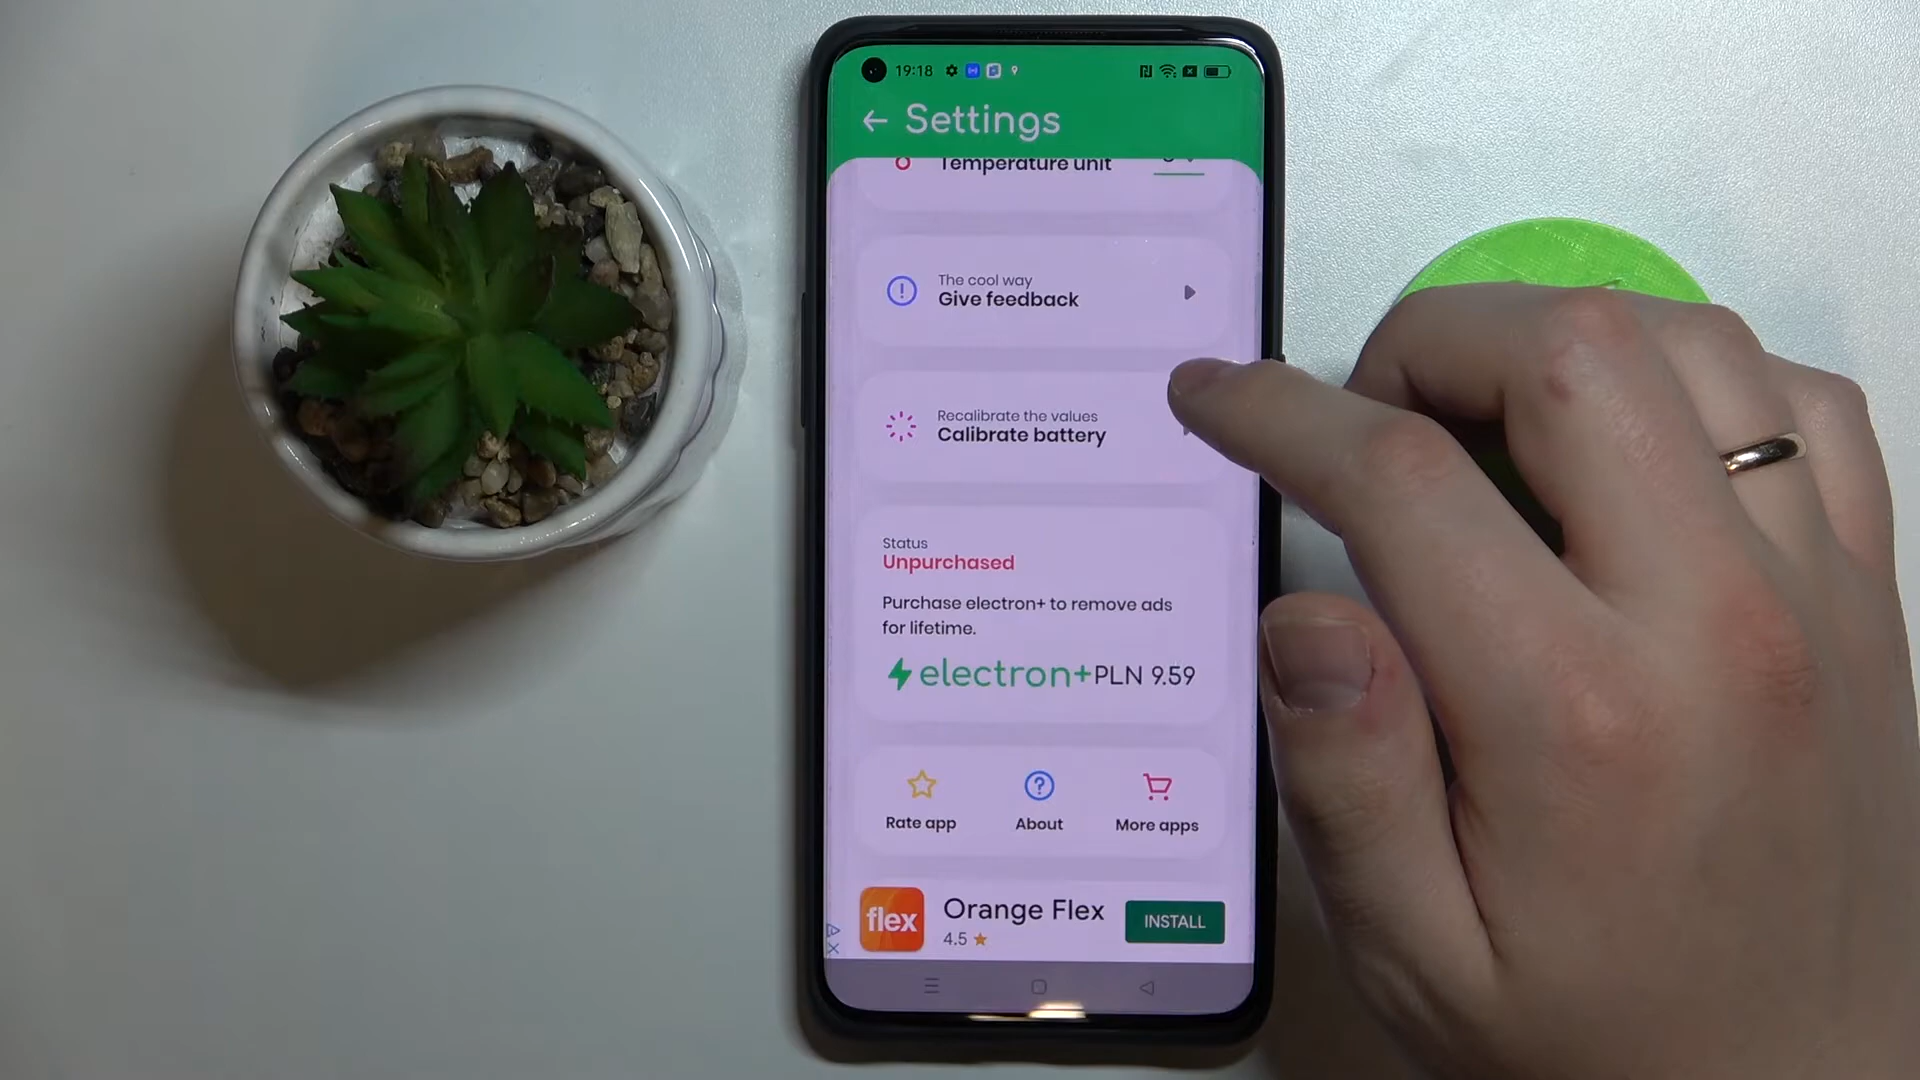 19:18
Settings
Temperature unit
The cool way
Give feedback
Recalibrate the values
Calibrate battery
Status
Unpurchased
Purchase electron+ to remove ads
for lifetime.
electron+ PLN 9.59
Rate app
About
More apps
flex
Orange Flex
4.5
INSTALL